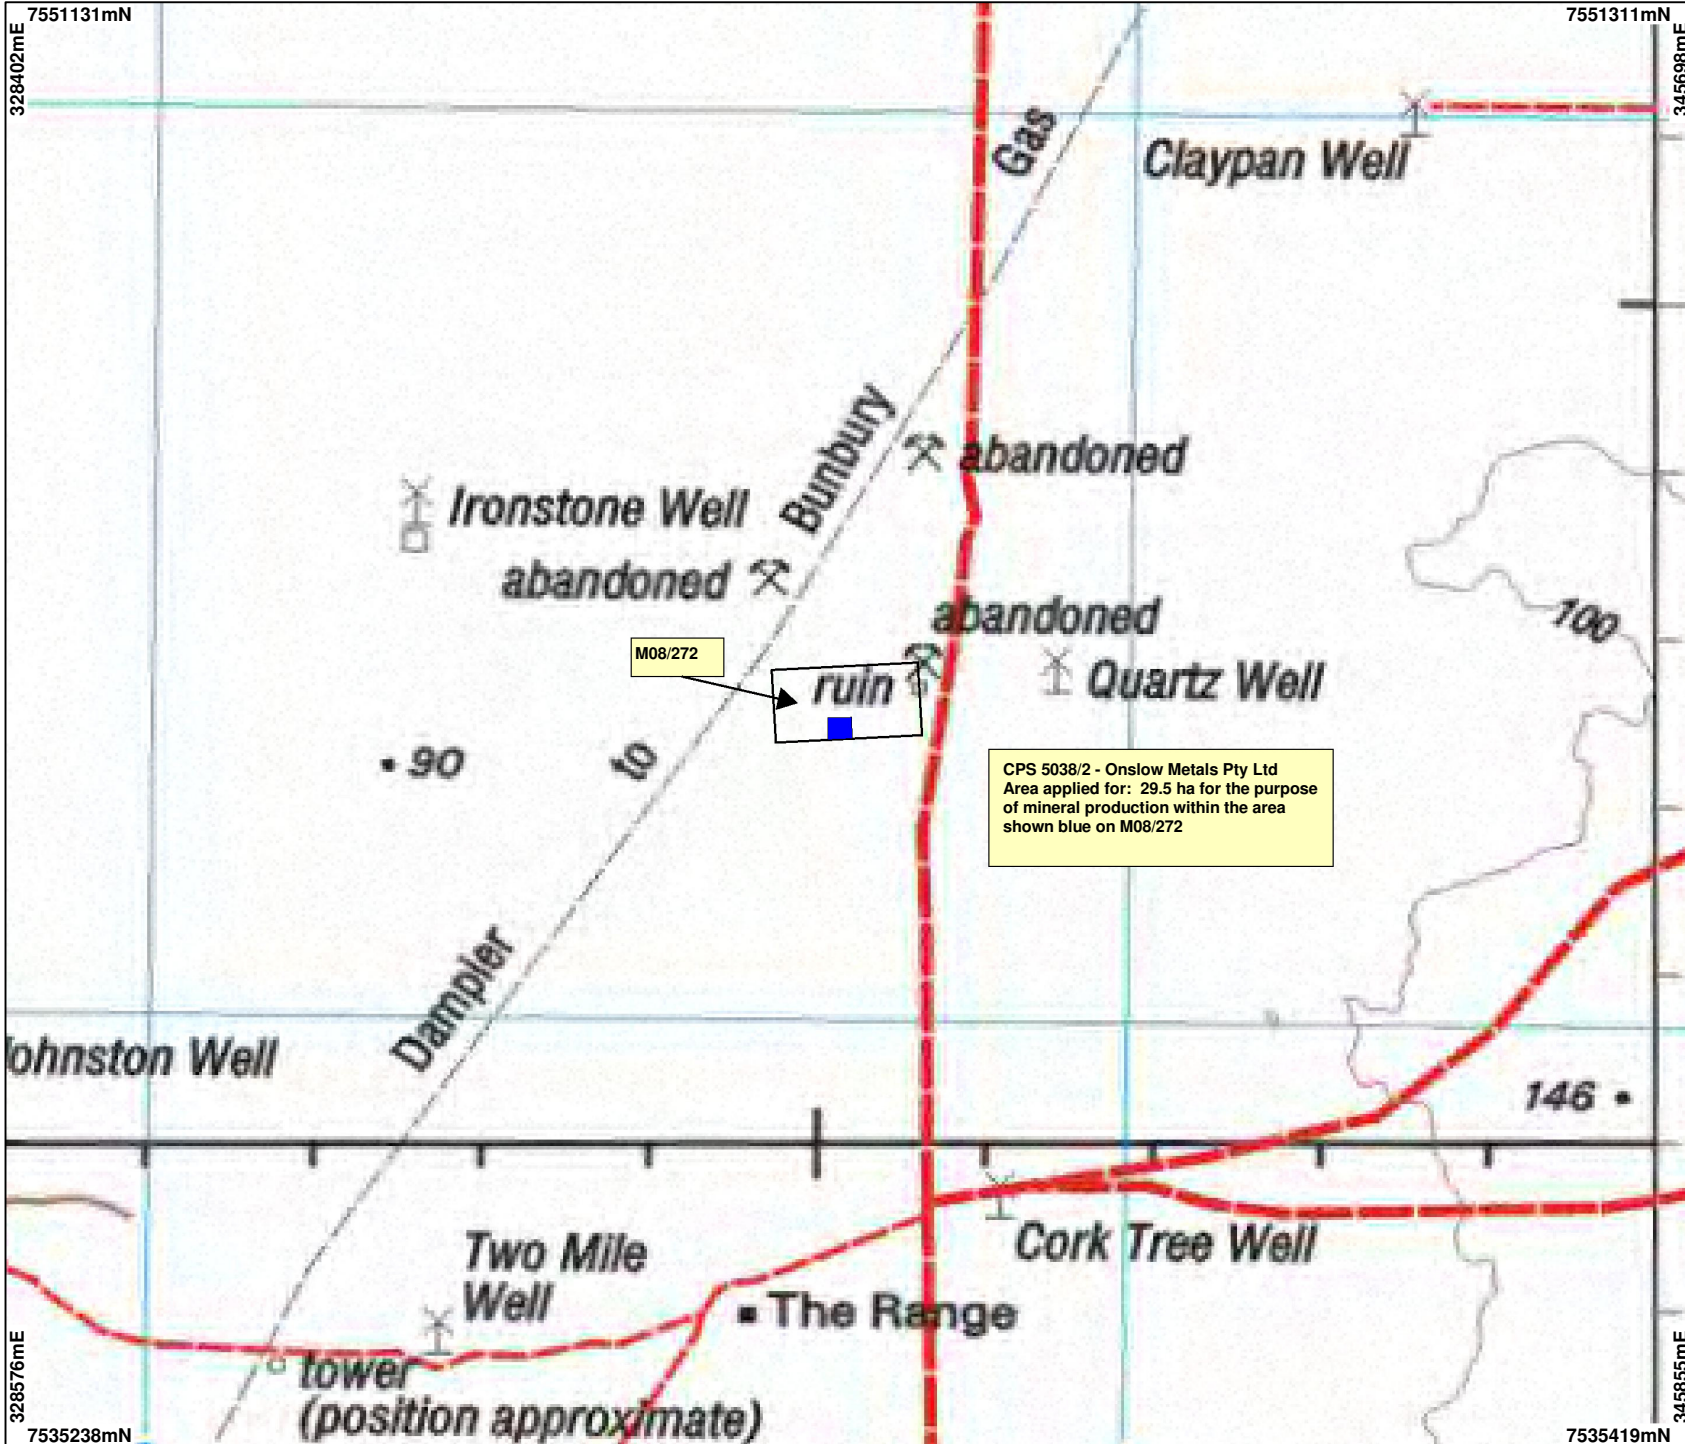 7551131mN
7551311mN
328402mE
345698mE
Gas
Claypan Well
Bunbury
abandoned
Ironstone Well
abandoned
abandoned
100
M08/272
ruin
Quartz Well
90
to
CPS 5038/2 - Onslow Metals Pty Ltd
Area applied for: 29.5 ha for the purpose
of mineral production within the area
shown blue on M08/272
Dampier
Johnston Well
146
Two Mile
Well
Cork Tree Well
The Range
tower
(position approximate)
328576mE
345855mE
7535238mN
7535419mN